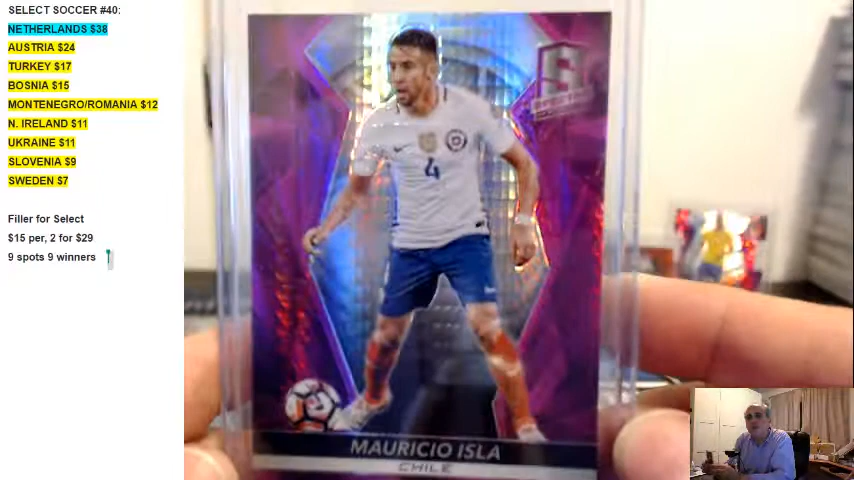 SELECT SOCCER #40:
NETHERLANDS $38
AUSTRIA $24
TURKEY $17
BOSNIA $15
MONTENEGRO/ROMANIA $12
N. IRELAND $11
UKRAINE $11
SLOVENIA $9
SWEDEN $7
Filler for Select
$15 per, 2 for $29
9 spots 9 winners
S
4
MAURICIO ISLA
CHILE